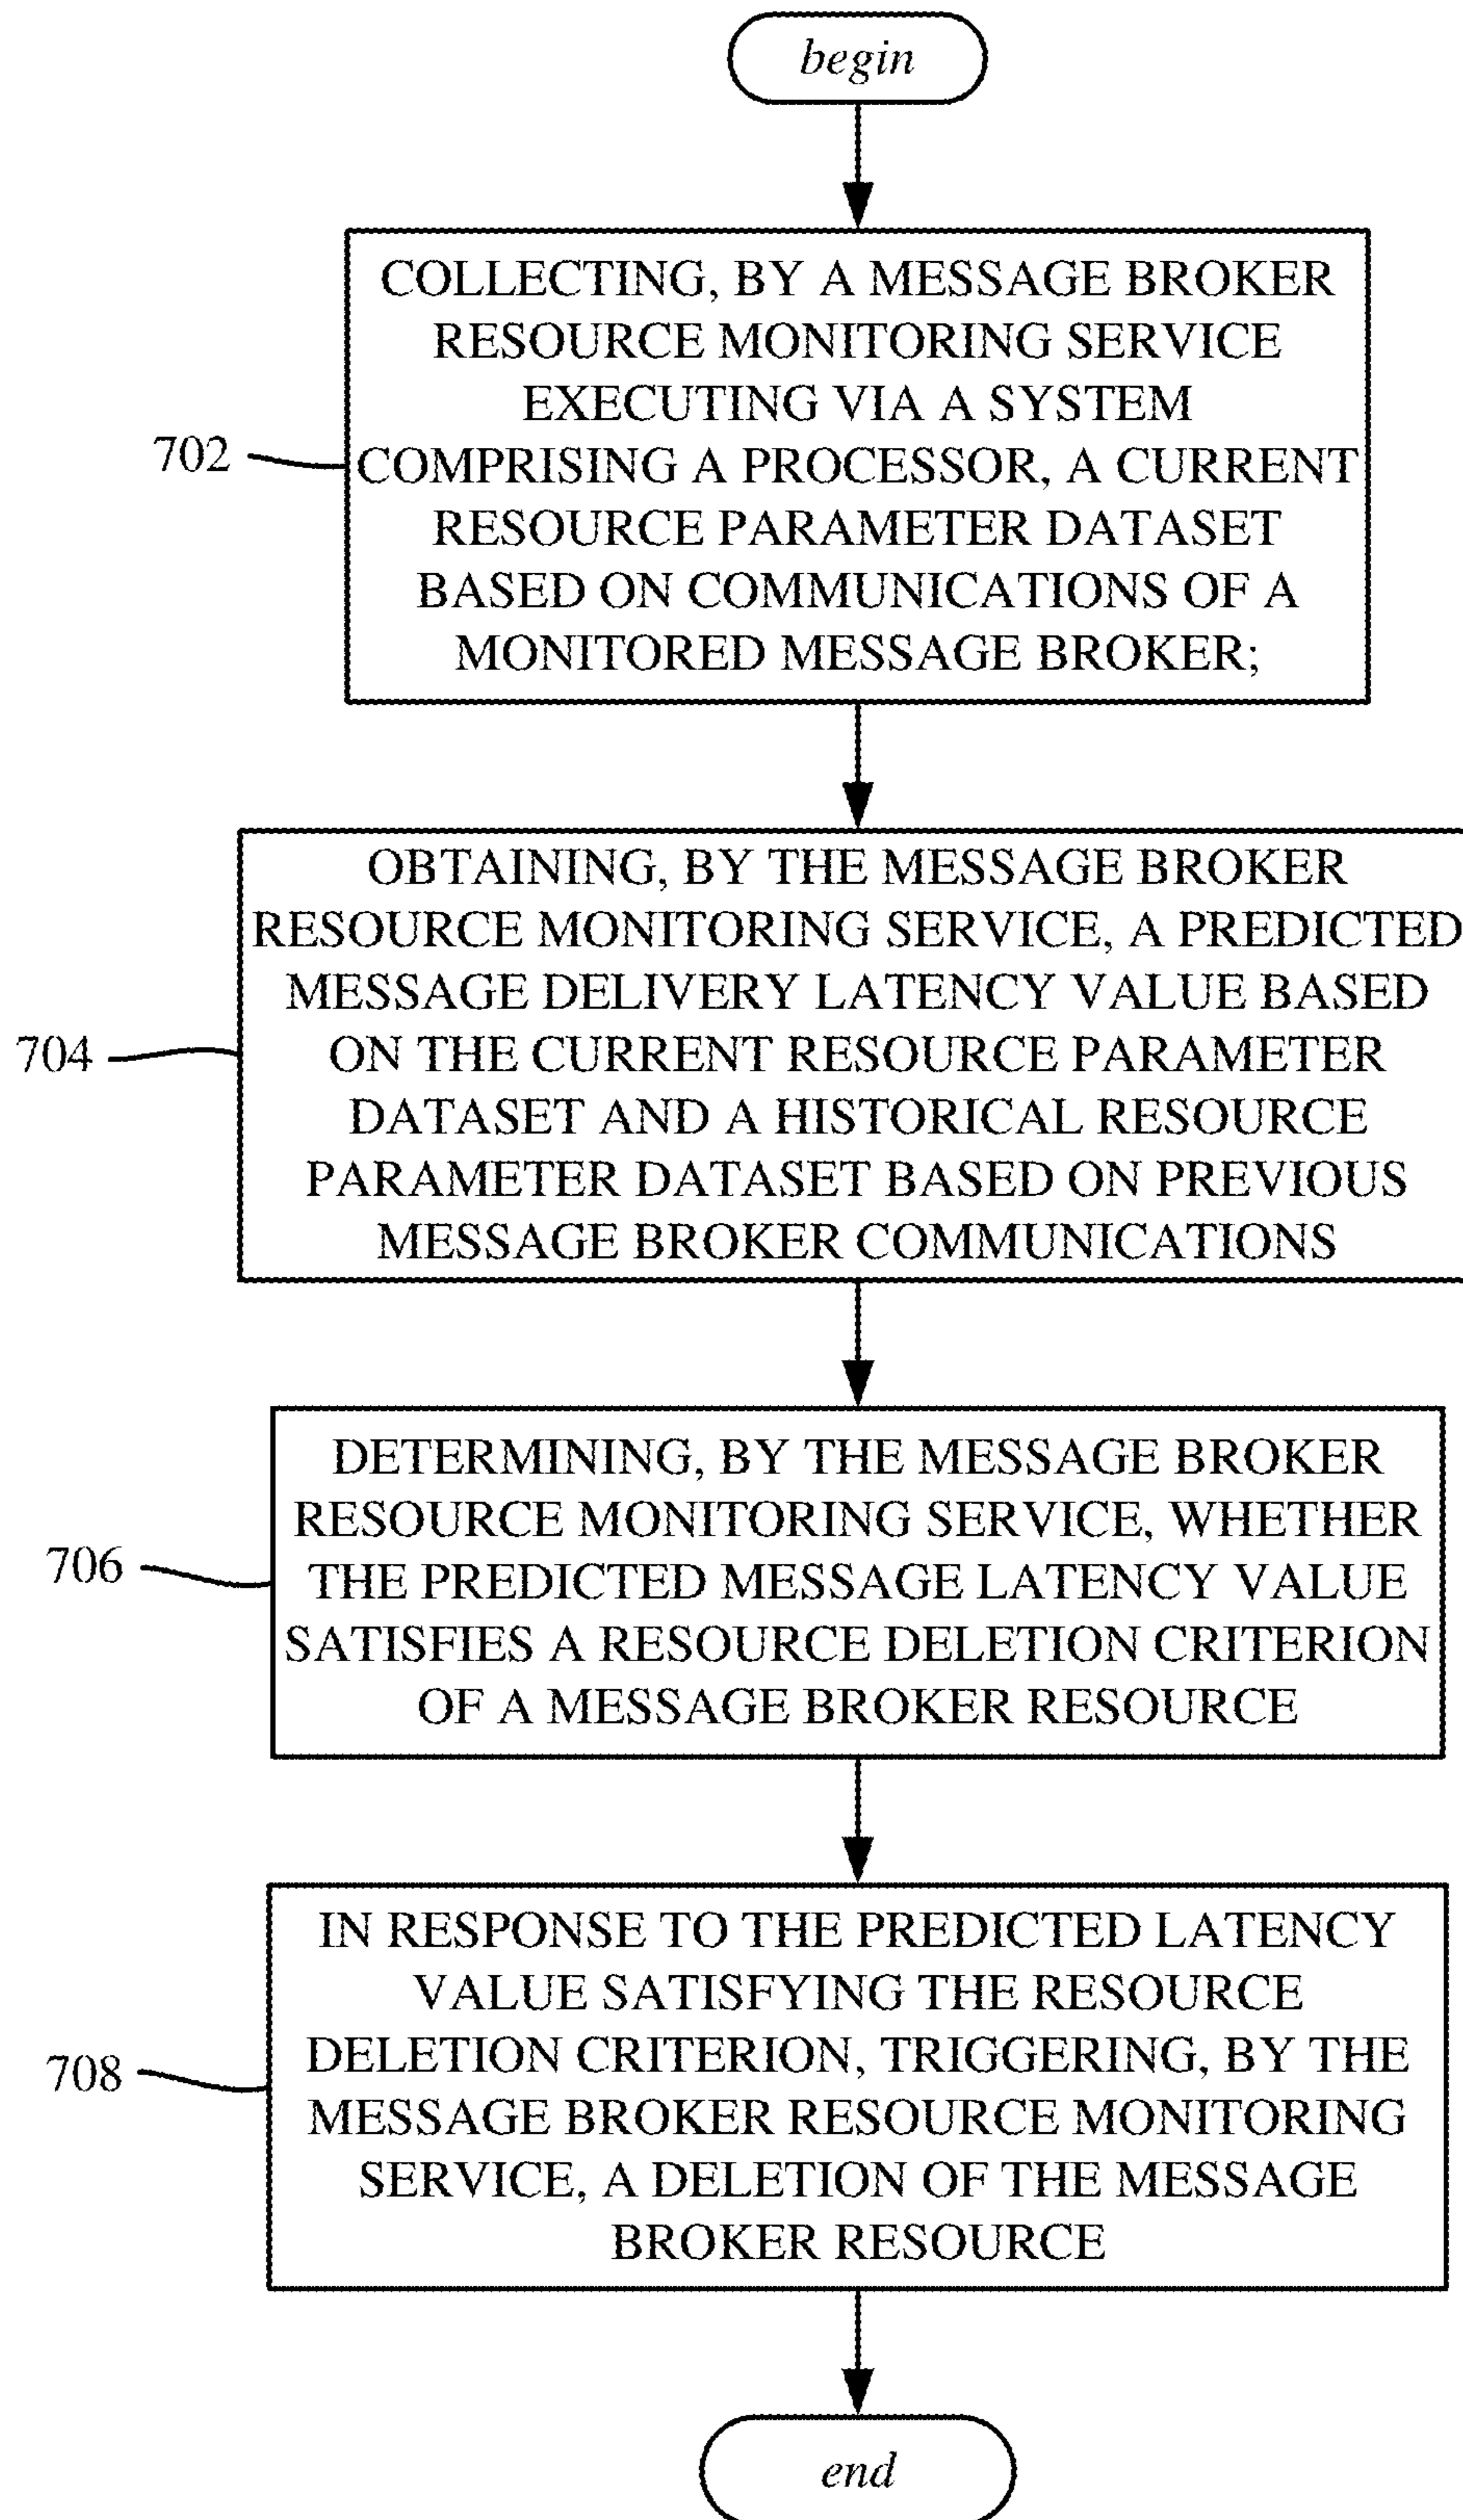 begin
COLLECTING, BY A MESSAGE BROKER
RESOURCE MONITORING SERVICE
EXECUTING VIA A SYSTEM
702
COMPRISING A PROCESSOR, A CURRENT
RESOURCE PARAMETER DATASET
BASED ON COMMUNICATIONS OF A
MONITORED MESSAGE BROKER;
OBTAINING, BY THE MESSAGE BROKER
RESOURCE MONITORING SERVICE, A PREDICTED
MESSAGE DELIVERY LATENCY VALUE BASED
704
ON THE CURRENT RESOURCE PARAMETER
DATASET AND A HISTORICAL RESOURCE
PARAMETER DATASET BASED ON PREVIOUS
MESSAGE BROKER COMMUNICATIONS
DETERMINING, BY THE MESSAGE BROKER
RESOURCE MONITORING SERVICE, WHETHER
706
THE PREDICTED MESSAGE LATENCY VALUE
SATISFIES A RESOURCE DELETION CRITERION
OF A MESSAGE BROKER RESOURCE
IN RESPONSE TO THE PREDICTED LATENCY
VALUE SATISFYING THE RESOURCE
DELETION CRITERION, TRIGGERING, BY THE
708
MESSAGE BROKER RESOURCE MONITORING
SERVICE, A DELETION OF THE MESSAGE
BROKER RESOURCE
end